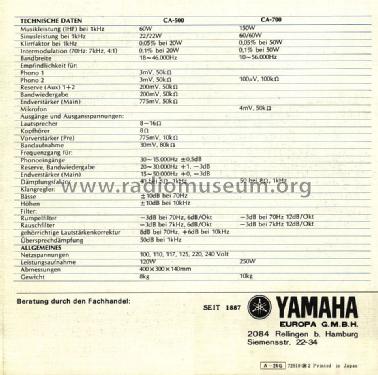 TECHNISCHE DATEN CA-500 CA-700
Musikleistung (IHF) bei 1kHz 60W 150W
Sinusleistung bei 1kHz 22/22W 60/60W
Klirrfaktor bei 1kHz 0,05% bei 20W 0,05% bei 50W
Intermodulation (70Hz: 7kHz, 4:1) 0,1% bei 20W 0,1% bei 50W
Bandbreite 18~46.000Hz 10~56.000Hz
Empfindlichkeit für:
Phono 1 3mV, 50kΩ
Phono 2 3mV, 50kΩ 100μV, 100kΩ
Reserve (Aux) 1+2 200mV, 50kΩ
Bandwiedergabe 200mV, 50kΩ
Endverstärker (Main) 775mV, 50kΩ
Mikrofon 4mV, 50kΩ
Ausgänge und Ausgangsspannungen:
Lautsprecher 8~16Ω
Kopfhörer 8Ω
Vorverstärker (Pre) 775mV, 10kΩ
Bandaufnahme 30mV, 80kΩ
Frequenzgang für:
Phonoeingänge 30~15.000Hz ±0,5dB
Reserve, Bandwiedergabe 20~30.000Hz +1, -3dB
Endverstärker (Main) 15~50.000Hz +0, -3dB
Dämpfungsfaktor 8Ω, 1kHz 50 bei 8Ω, 1kHz
www.radiomuseum.org
Klangregler:
Bässe ±10dB bei 70Hz
Höhen ±10dB bei 10kHz
Filter:
Rumpelfilter -3dB bei 70Hz, 6dB/Okt -3dB bei 70Hz 12dB/Okt
Rauschfilter -3dB bei 7kHz, 6dB/Okt -3dB bei 7kHz 12dB/Okt
gehörrichtige Lautstärkenkorrektur 8dB bei 70Hz, +6dB bei 10kHz
Übersprechdämpfung 50dB bei 1kHz
ALLGEMEINES
Netzspannungen 100, 110, 117, 125, 220, 240 Volt
Leistungsaufnahme 120W 250W
Abmessungen 400×300×140mm
Gewicht 8kg 10kg
Beratung durch den Fachhandel:
SEIT 1887 YAMAHA
EUROPA G.M.B.H.
2084 Rellingen b. Hamburg
Siemensstr. 22-34
A-20G Printed in Japan